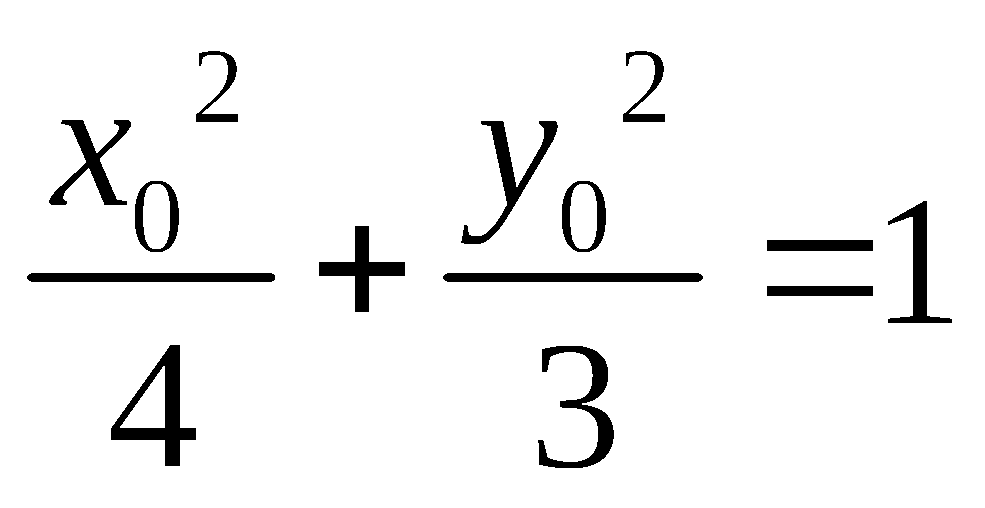 x₀²/4 + y₀²/3 =1